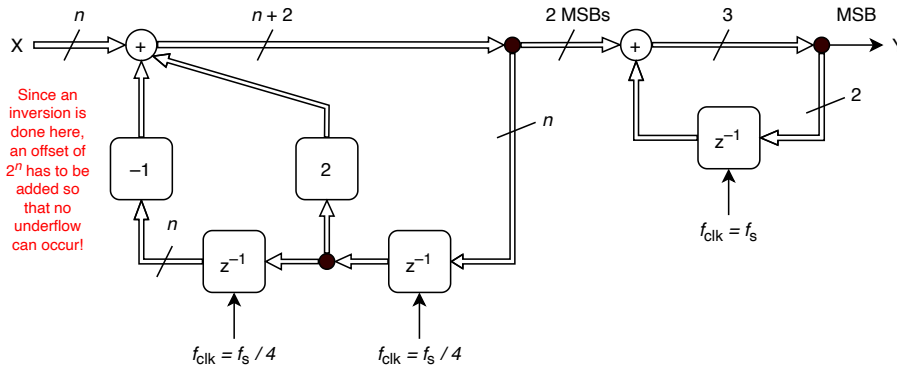 n
n + 2
2 MSBs
3
MSB
X
+
+
Y
Since an
inversion is
done here,
an offset of
2ⁿ has to be
added so
that no
underflow
can occur!
n
2
z⁻¹
–1
2
n
z⁻¹
z⁻¹
f_clk = f_s
f_clk = f_s / 4
f_clk = f_s / 4